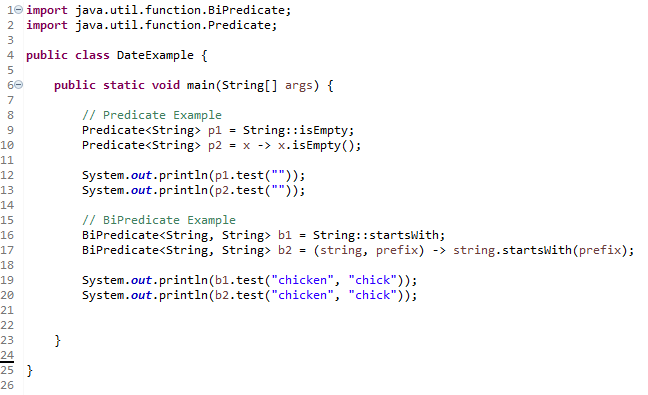 1 import java.util.function.BiPredicate;
2 import java.util.function.Predicate;
3
4 public class DateExample {
5
6     public static void main(String[] args) {
7
8         // Predicate Example
9         Predicate<String> p1 = String::isEmpty;
10         Predicate<String> p2 = x -> x.isEmpty();
11
12         System.out.println(p1.test(""));
13         System.out.println(p2.test(""));
14
15         // BiPredicate Example
16         BiPredicate<String, String> b1 = String::startsWith;
17         BiPredicate<String, String> b2 = (string, prefix) -> string.startsWith(prefix);
18
19         System.out.println(b1.test("chicken", "chick"));
20         System.out.println(b2.test("chicken", "chick"));
21
22
23     }
24
25 }
26